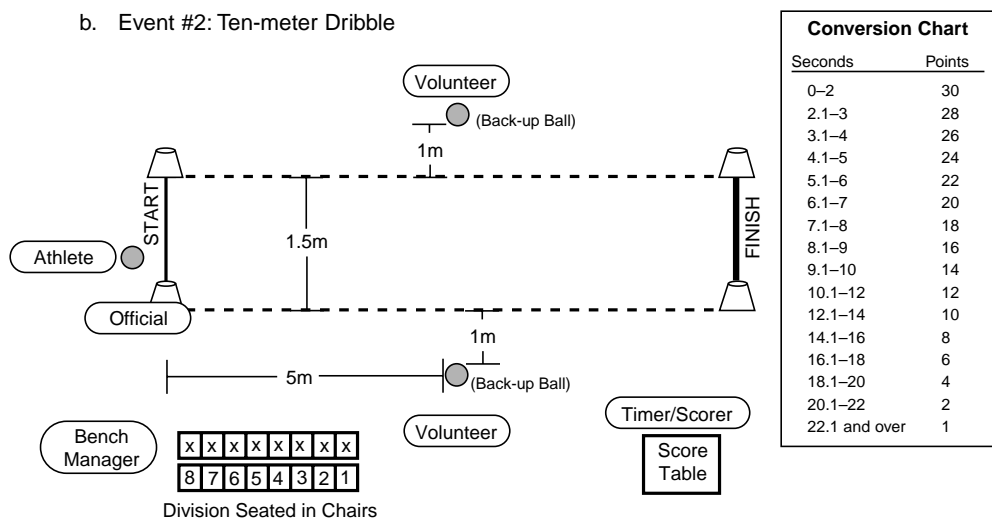 b. Event #2: Ten-meter Dribble
Volunteer
(Back-up Ball)
1m
START
1.5m
FINISH
Athlete
Official
1m
5m
(Back-up Ball)
Volunteer
Timer/Scorer
Score
Table
Bench
Manager
x x x x x x x x
8 7 6 5 4 3 2 1
Division Seated in Chairs
Conversion Chart
Seconds Points
0–2 30
2.1–3 28
3.1–4 26
4.1–5 24
5.1–6 22
6.1–7 20
7.1–8 18
8.1–9 16
9.1–10 14
10.1–12 12
12.1–14 10
14.1–16 8
16.1–18 6
18.1–20 4
20.1–22 2
22.1 and over 1